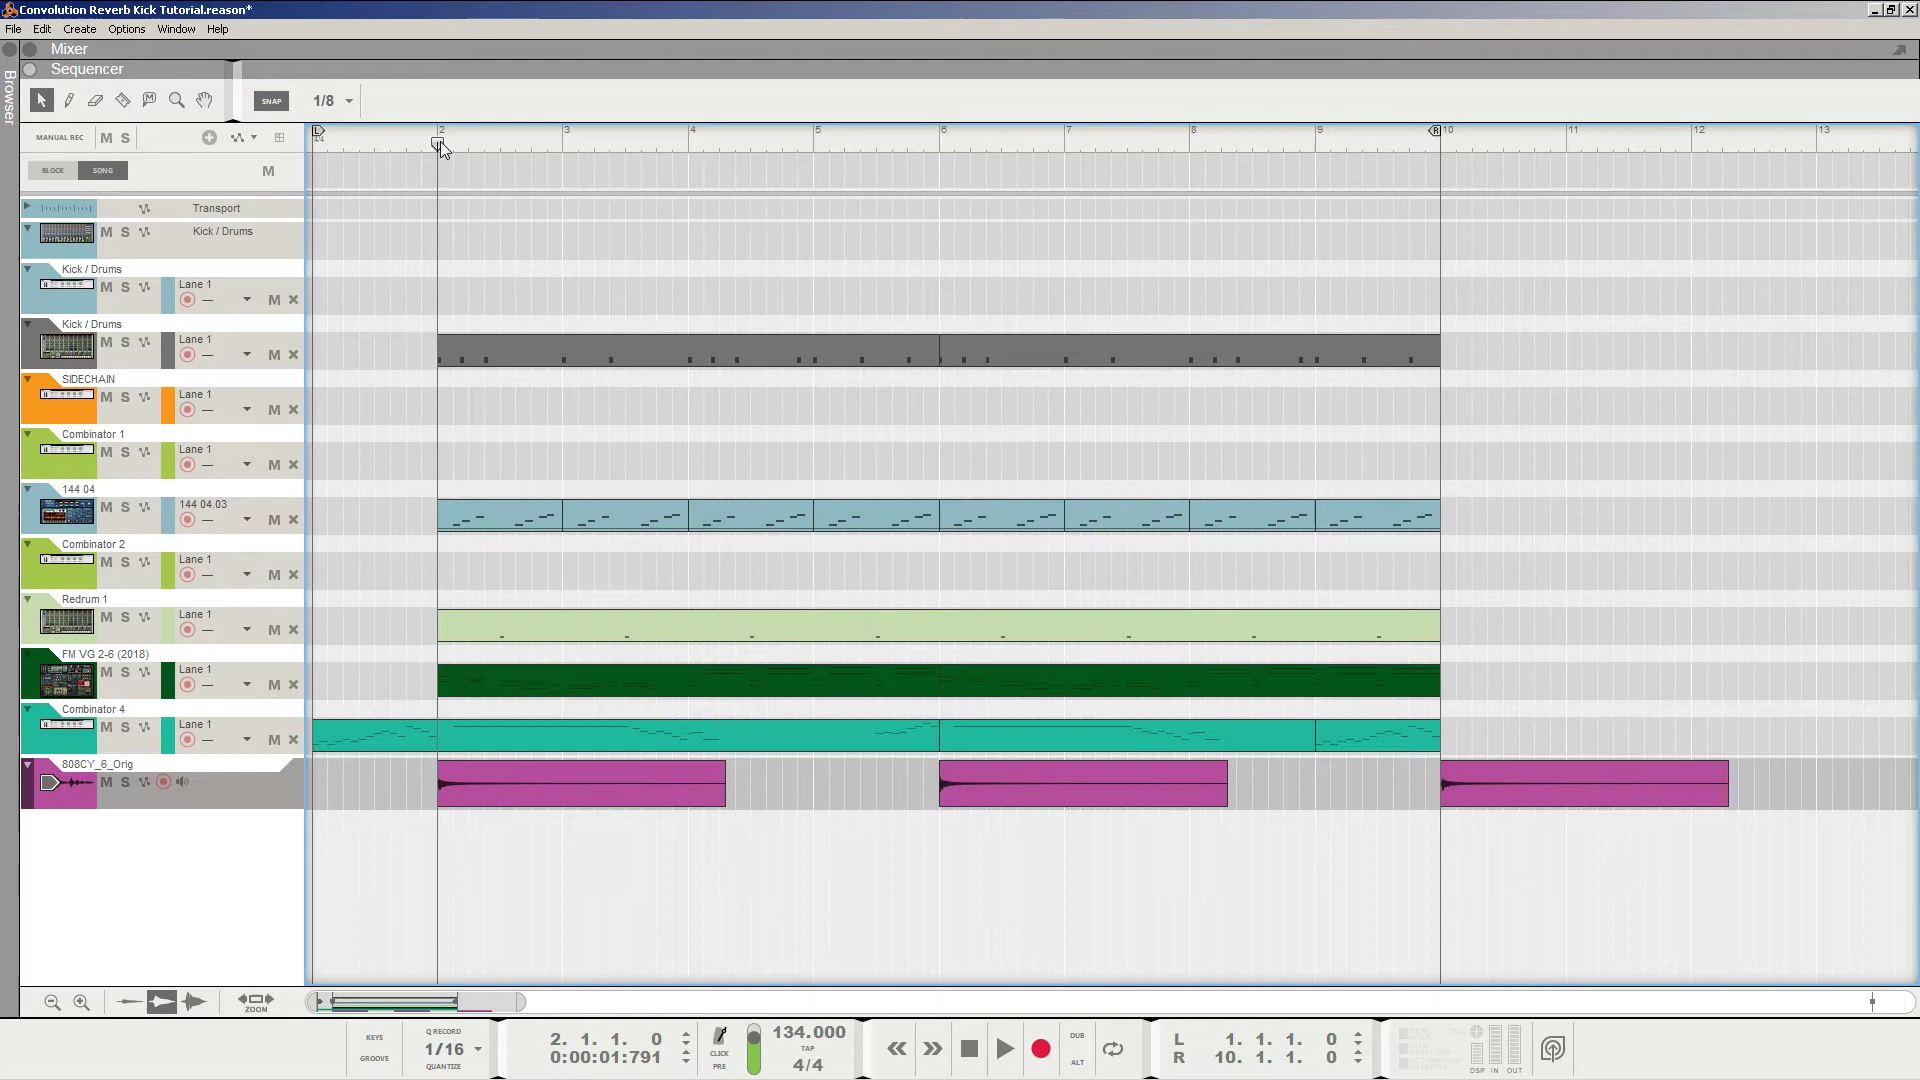 Convolution Reverb Kick Tutorial.reason*
File Edit Create Options Window Help
Browser
Mixer
Sequencer
SNAP 1/8
MANUAL REC M S
L 2 3 4 5 6 7 8 9 R 10 11 12 13
4/4
BLOCK SONG M
Transport
M S Kick / Drums
Kick / Drums
M S Lane 1
M
Kick / Drums
M S Lane 1
M
SIDECHAIN
M S Lane 1
M
Combinator 1
M S Lane 1
M
144 04
M S 144 04.03
M
Combinator 2
M S Lane 1
M
Redrum 1
M S Lane 1
M
FM VG 2-6 (2018)
M S Lane 1
M
Combinator 4
M S Lane 1
M
808CY_6_Orig
M S
ZOOM
KEYS
GROOVE
Q RECORD
1/16
QUANTIZE
2. 1. 1. 0
0:00:01:791
CLICK
PRE
134.000
TAP
4/4
DUB
ALT
L 1. 1. 1. 0
R 10. 1. 1. 0
DSP IN OUT